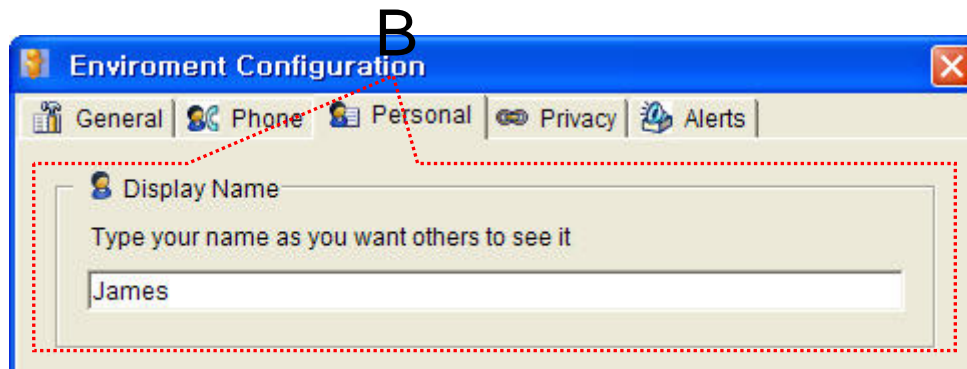 B
Enviroment Configuration
General Phone Personal Privacy Alerts
Display Name
Type your name as you want others to see it
James